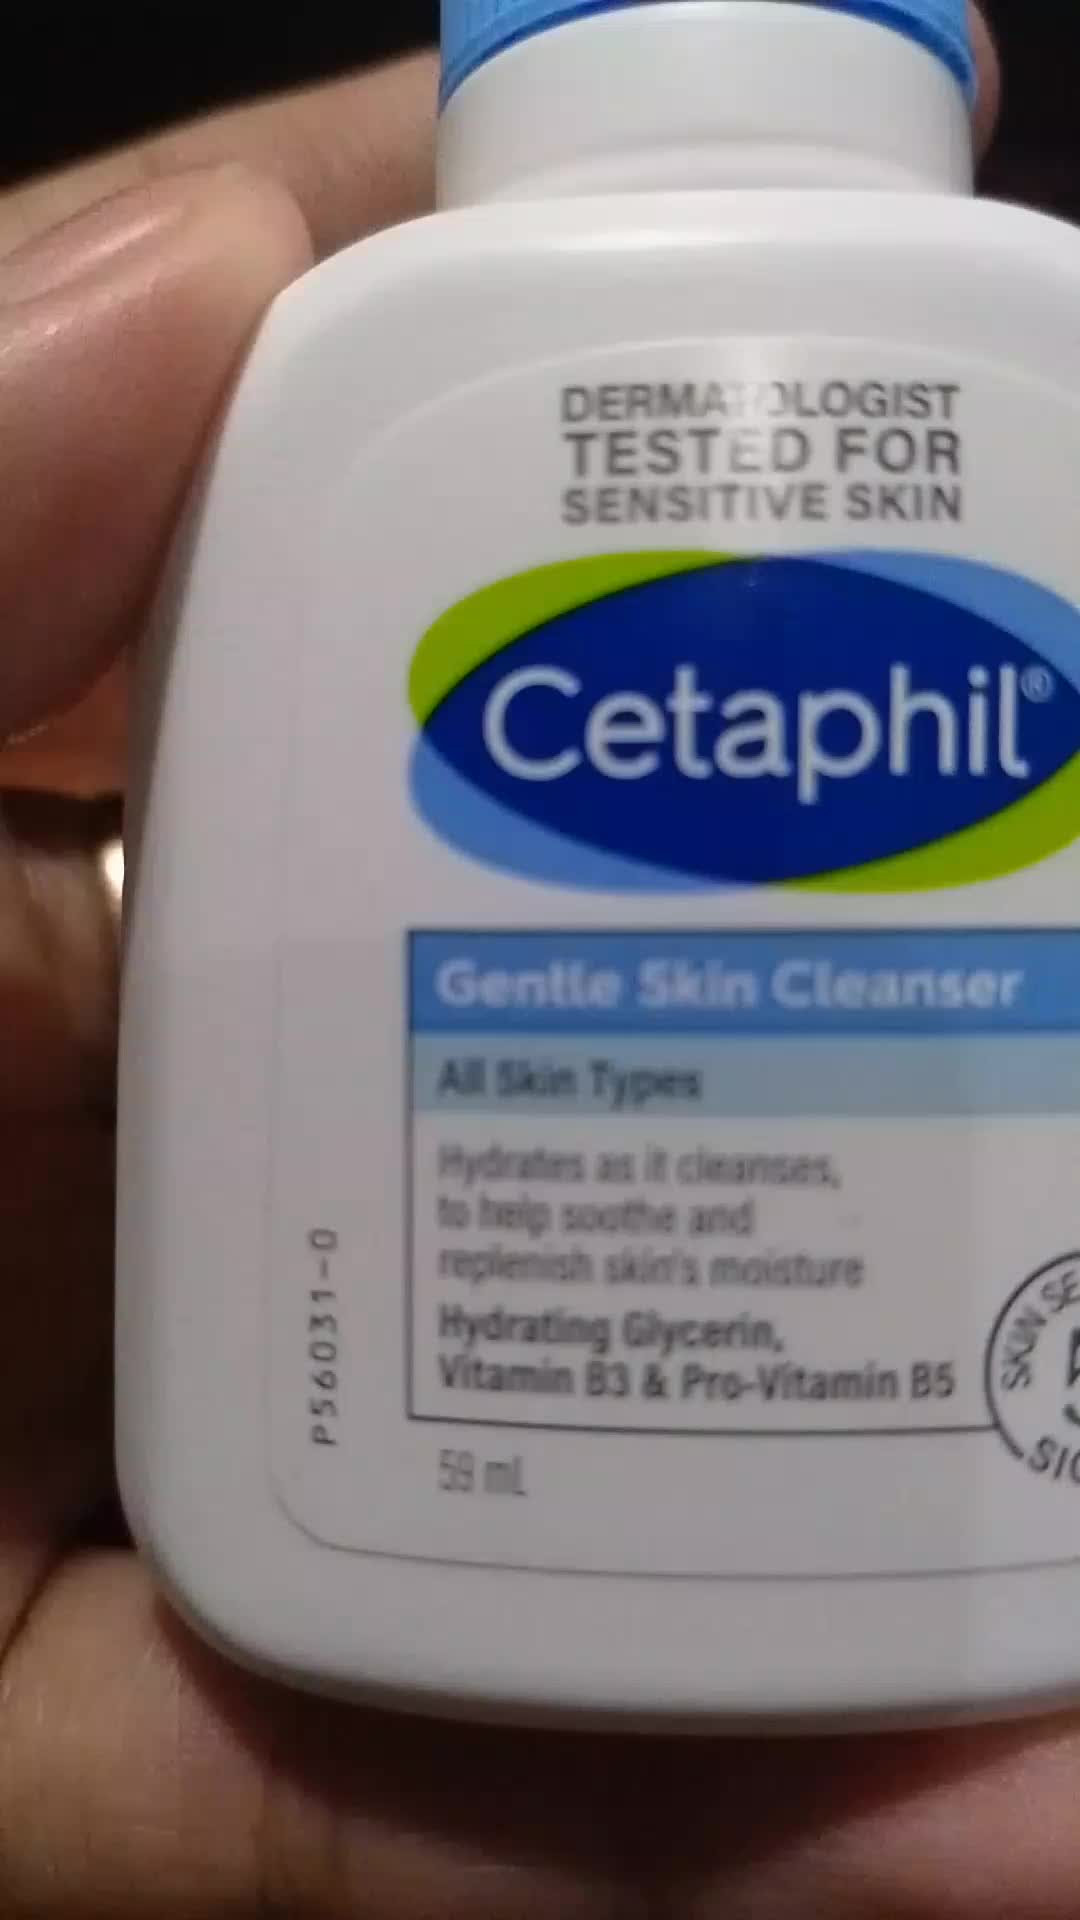 DERMATOLOGIST
TESTED FOR
SENSITIVE SKIN
Cetaphil®
Gentle Skin Cleanser
All Skin Types
Hydrates as it cleanses,
to help soothe and
replenish skin's moisture
Hydrating Glycerin,
Vitamin B3 & Pro-Vitamin B5
59 mL
P56031-0
SKIN